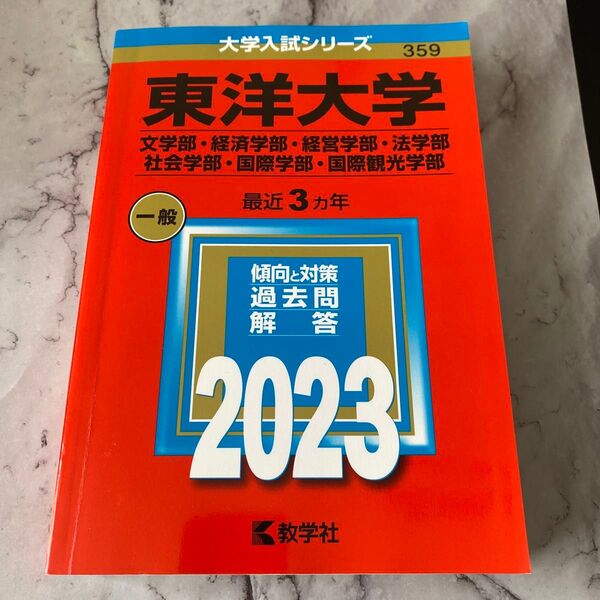 大学入試シリーズ
359
東洋大学
文学部・経済学部・経営学部・法学部
社会学部・国際学部・国際観光学部
最近3ヵ年
一般
傾向と対策
過去問
解答
2023
教学社